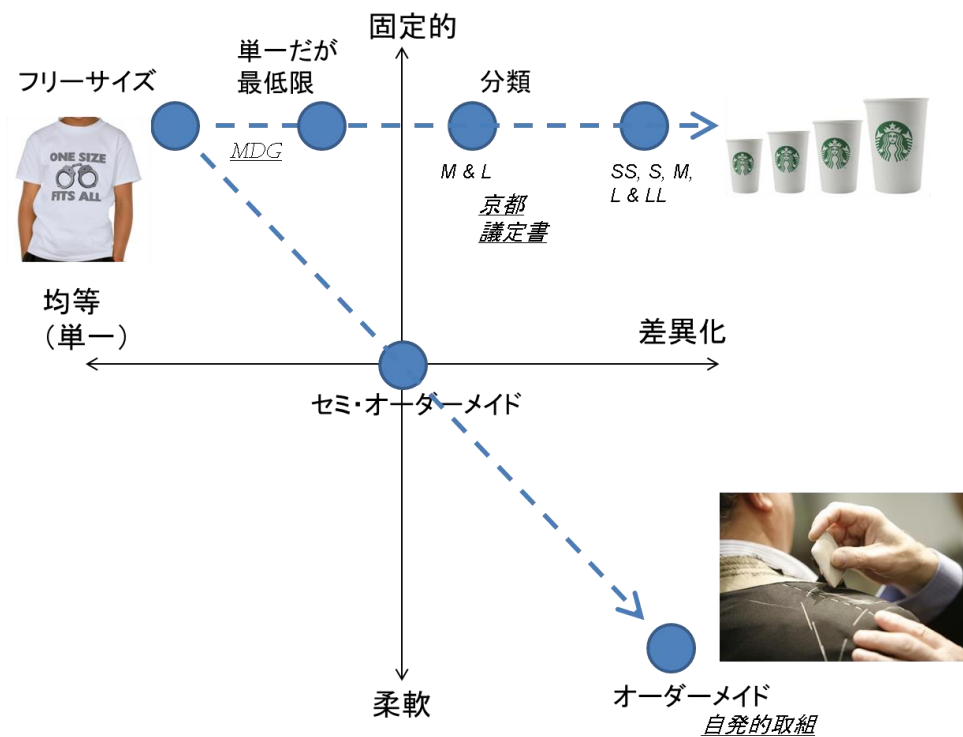 固定的
単一だが
最低限
フリーサイズ
分類
ONE SIZE
FITS ALL
MDG
M & L
SS, S, M,
L & LL
京都
議定書
均等
（単一）
差異化
セミ・オーダーメイド
オーダーメイド
柔軟
自発的取組